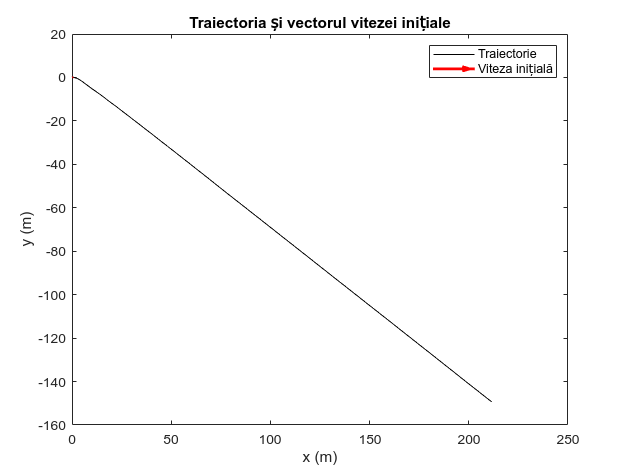 Traiectoria și vectorul vitezei inițiale
Traiectorie
Viteza inițială
20
0
-20
-40
-60
-80
-100
-120
-140
-160
y (m)
0 50 100 150 200 250
x (m)